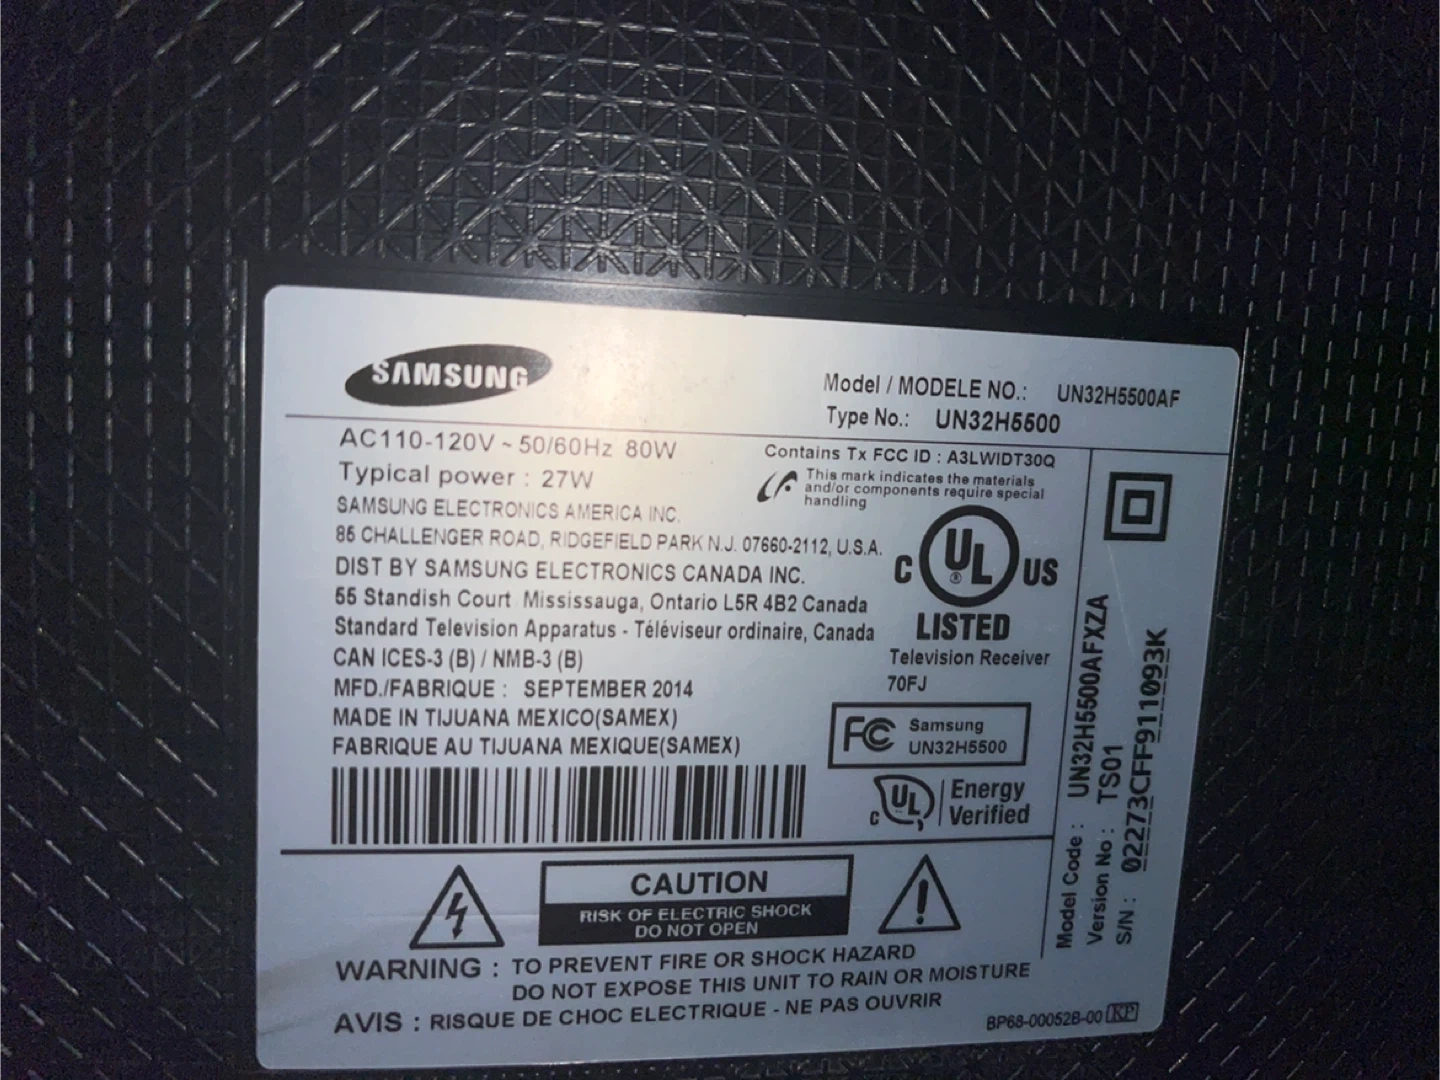 SAMSUNG
Model / MODELE NO.: UN32H5500AF
Type No.: UN32H5500
AC110-120V ~ 50/60Hz 80W
Typical power : 27W
SAMSUNG ELECTRONICS AMERICA INC.
85 CHALLENGER ROAD, RIDGEFIELD PARK N.J. 07660-2112, U.S.A.
DIST BY SAMSUNG ELECTRONICS CANADA INC.
55 Standish Court Mississauga, Ontario L5R 4B2 Canada
Standard Television Apparatus - Téléviseur ordinaire, Canada
CAN ICES-3 (B) / NMB-3 (B)
MFD./FABRIQUE : SEPTEMBER 2014
MADE IN TIJUANA MEXICO(SAMEX)
FABRIQUE AU TIJUANA MEXIQUE(SAMEX)
Contains Tx FCC ID : A3LWIDT30Q
This mark indicates the materials
and/or components require special
handling
C UL ® US
LISTED
Television Receiver
70FJ
FC Samsung
UN32H5500
C UL Energy
Verified
Model Code : UN32H5500AFXZA
Version No : TS01
S/N : 02273CFF911093K
CAUTION
RISK OF ELECTRIC SHOCK
DO NOT OPEN
WARNING : TO PREVENT FIRE OR SHOCK HAZARD
DO NOT EXPOSE THIS UNIT TO RAIN OR MOISTURE
AVIS : RISQUE DE CHOC ELECTRIQUE - NE PAS OUVRIR
BP68-00052B-00 KP